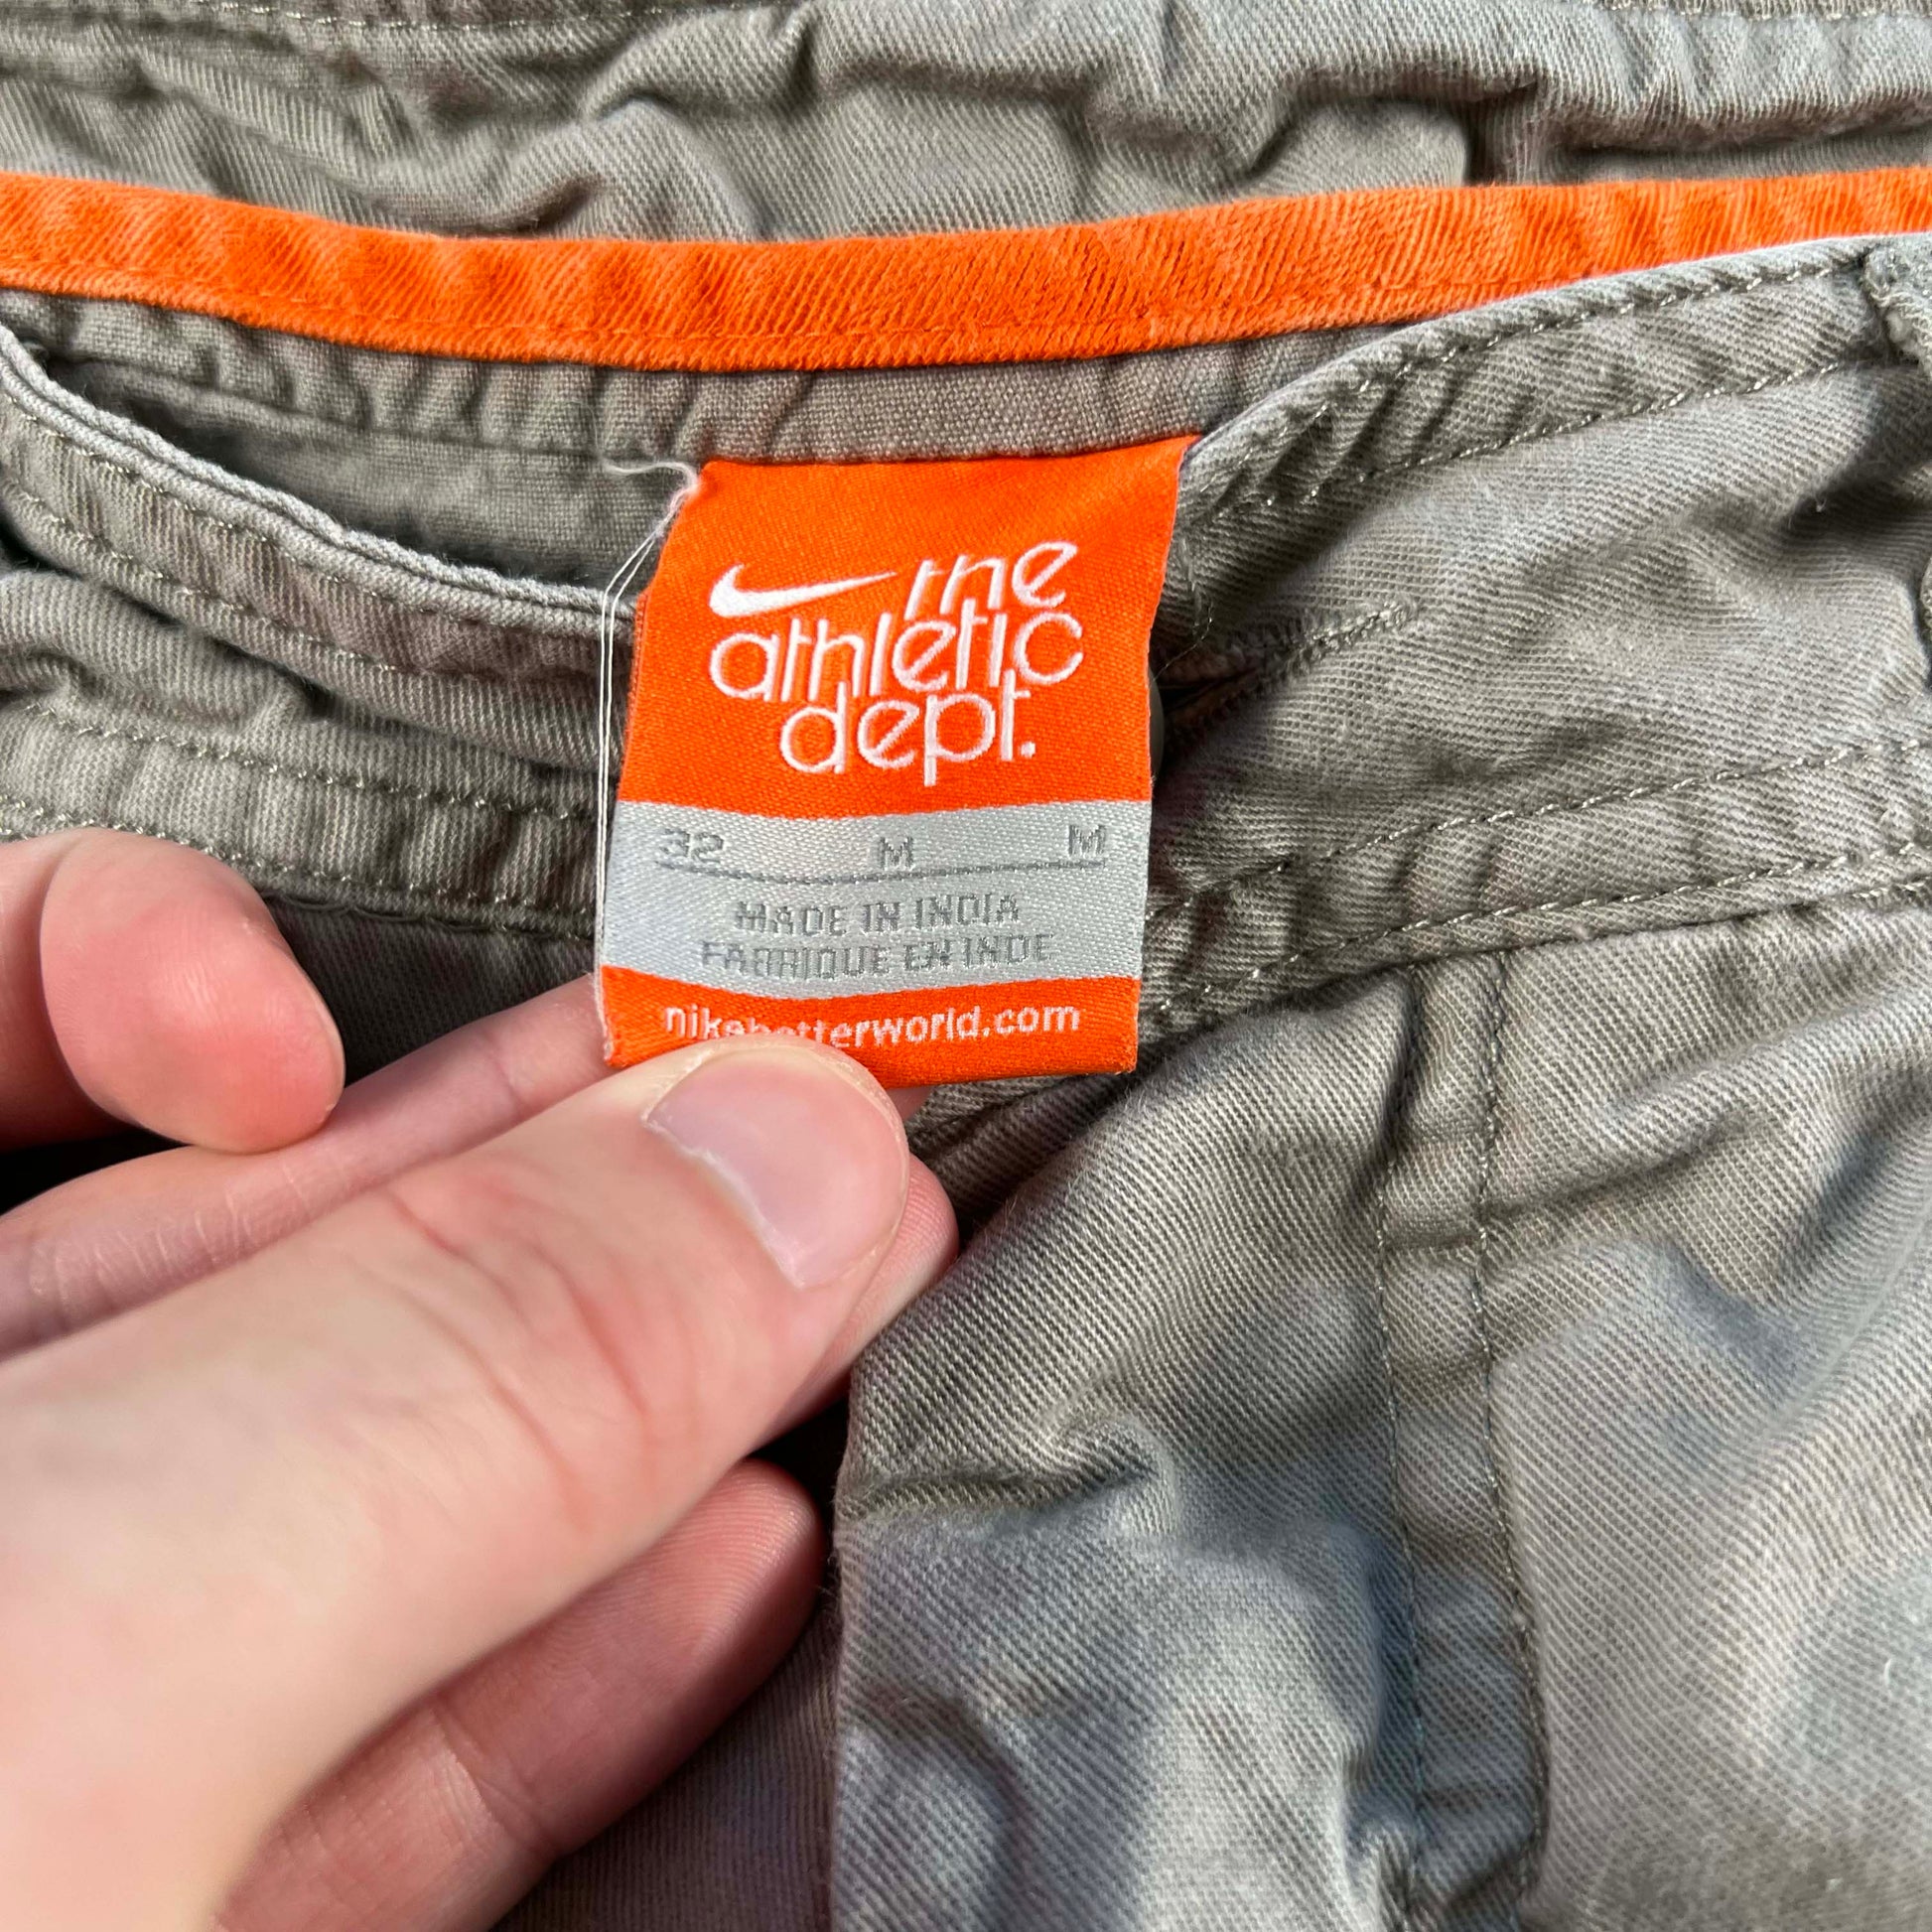 the
athletic
dept.
32 M M
MADE IN INDIA
FABRIQUE EN INDE
nikebetterworld.com